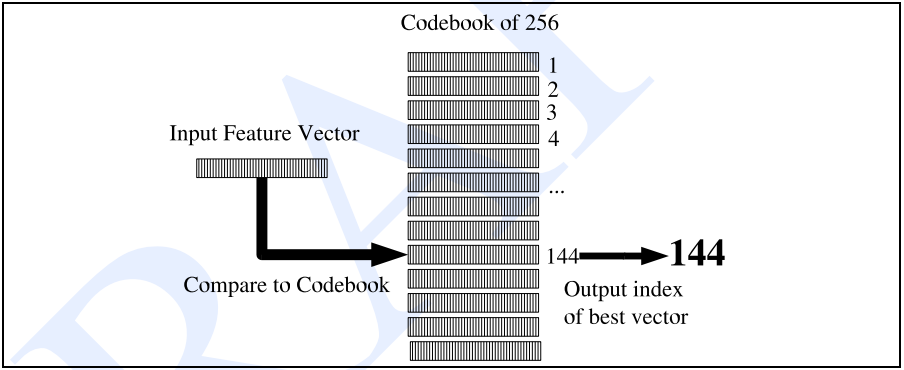 Codebook of 256
1
2
3
4
Input Feature Vector
...
144
144
Compare to Codebook
Output index
of best vector